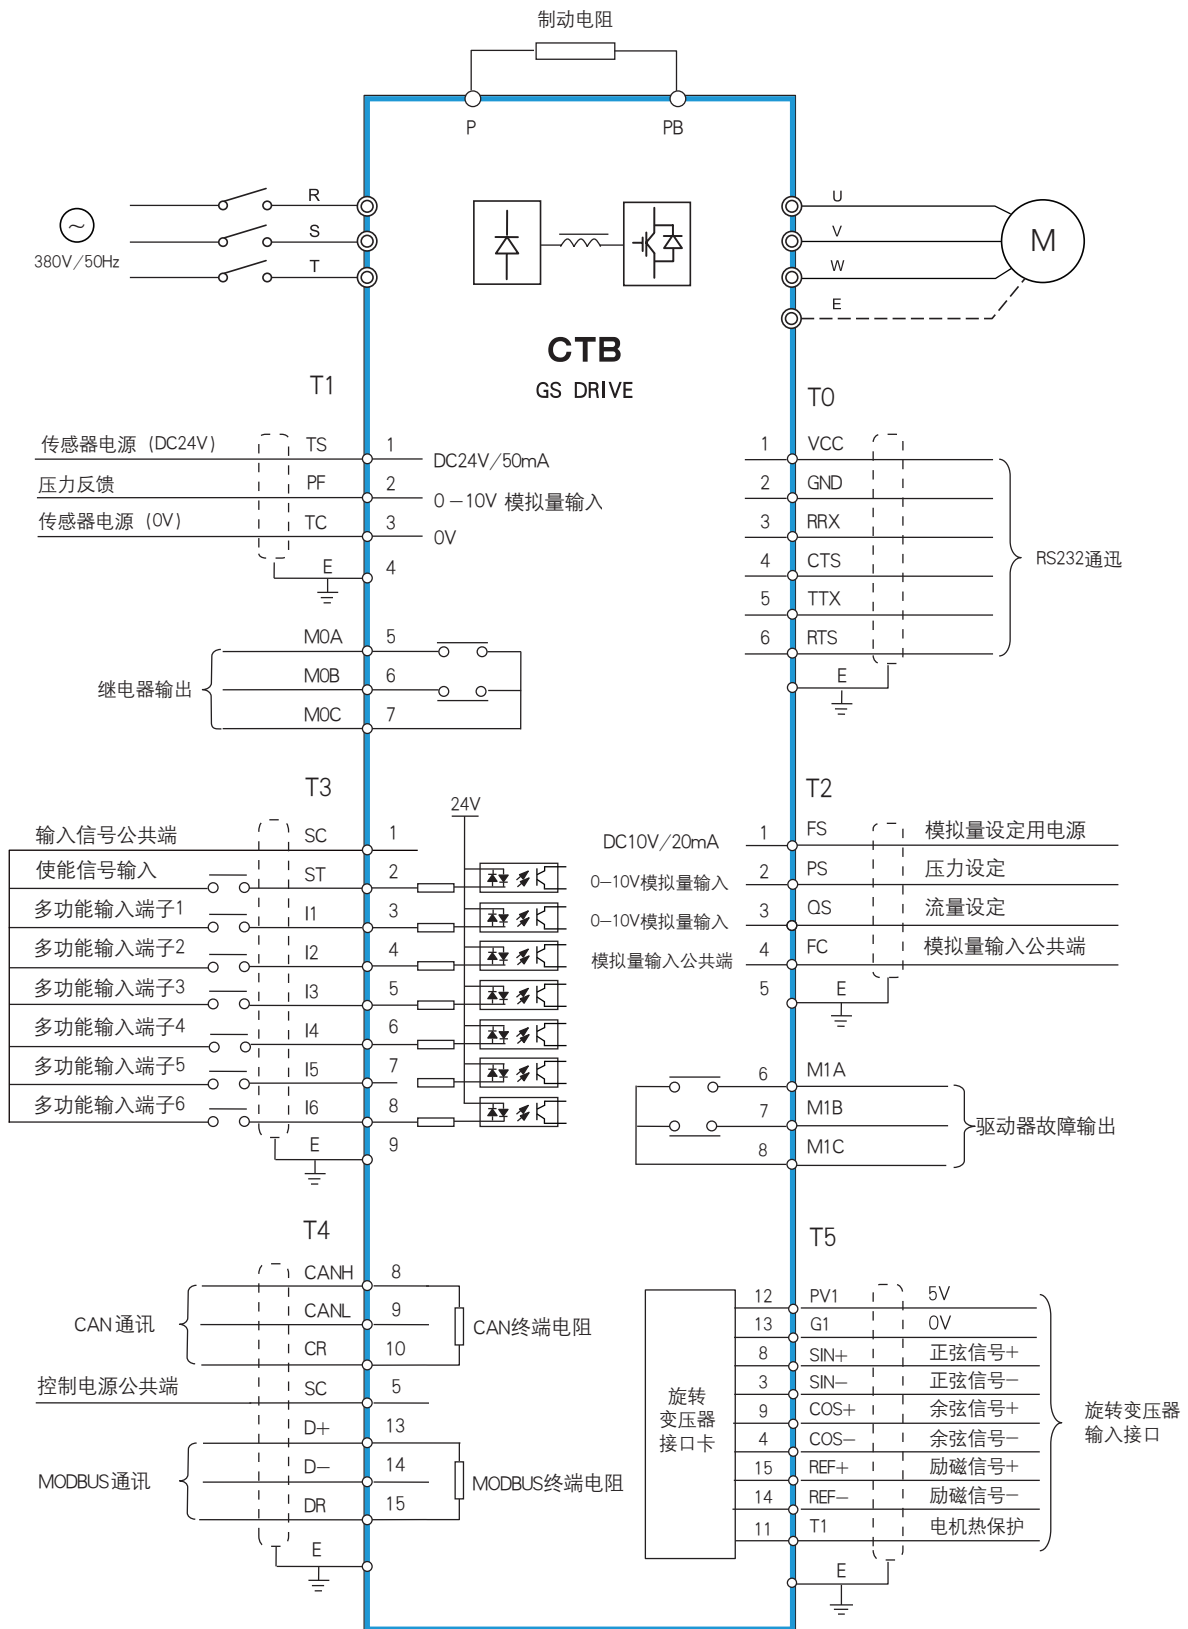 制动电阻
P
PB
R
S
T
380V/50Hz
U
V
W
E
M
CTB
GS DRIVE
T1
传感器电源 (DC24V) TS 1 DC24V/50mA
压力反馈 PF 2 0-10V 模拟量输入
传感器电源 (0V) TC 3 0V
E 4
M0A 5
继电器输出 M0B 6
M0C 7
T0
1 VCC
2 GND
3 RRX
4 CTS RS232通迅
5 TTX
6 RTS
E
T3
24V
输入信号公共端 SC 1
使能信号输入 ST 2
多功能输入端子1 I1 3
多功能输入端子2 I2 4
多功能输入端子3 I3 5
多功能输入端子4 I4 6
多功能输入端子5 I5 7
多功能输入端子6 I6 8
E 9
T2
DC10V/20mA 1 FS 模拟量设定用电源
0-10V模拟量输入 2 PS 压力设定
0-10V模拟量输入 3 QS 流量设定
模拟量输入公共端 4 FC 模拟量输入公共端
5 E
6 M1A
7 M1B 驱动器故障输出
8 M1C
T4
CANH 8
CAN通讯 CANL 9 CAN终端电阻
CR 10
控制电源公共端 SC 5
D+ 13
MODBUS通讯 D- 14 MODBUS终端电阻
DR 15
E
T5
旋转
变压器
接口卡
12 PV1 5V
13 G1 0V
8 SIN+ 正弦信号+
3 SIN- 正弦信号-
9 COS+ 余弦信号+
4 COS- 余弦信号-
15 REF+ 励磁信号+
14 REF- 励磁信号-
11 T1 电机热保护
E
旋转变压器
输入接口